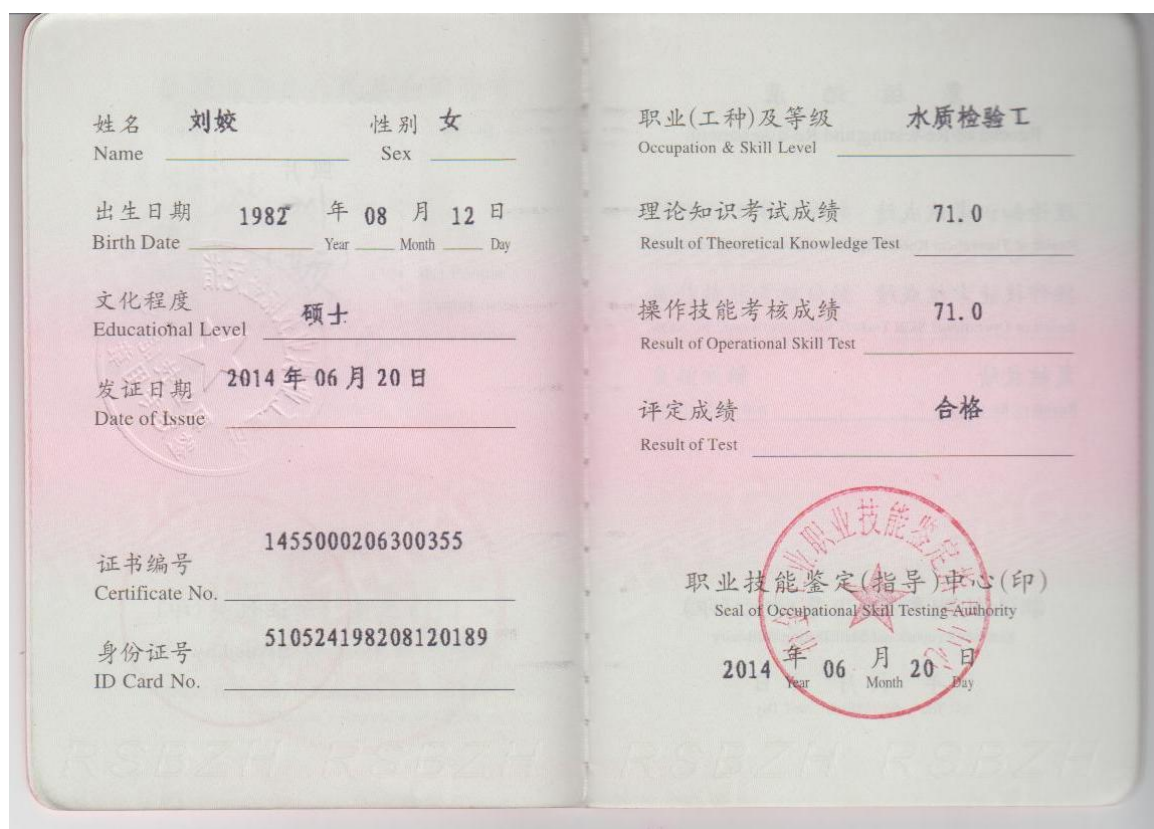 姓名 刘姣 性别 女
Name Sex
出生日期 1982 年 08 月 12 日
Birth Date Year Month Day
文化程度 硕士
Educational Level
发证日期 2014 年 06 月 20 日
Date of Issue
证书编号 1455000206300355
Certificate No.
身份证号 510524198208120189
ID Card No.
RSBZH RSBZH
职业(工种)及等级 水质检验工
Occupation & Skill Level
理论知识考试成绩 71.0
Result of Theoretical Knowledge Test
操作技能考核成绩 71.0
Result of Operational Skill Test
评定成绩 合格
Result of Test
职业技能鉴定
职业技能鉴定(指导)中心(印)
Seal of Occupational Skill Testing Authority
2014 年 06 月 20 日
Year Month Day
RSBZH RSBZH